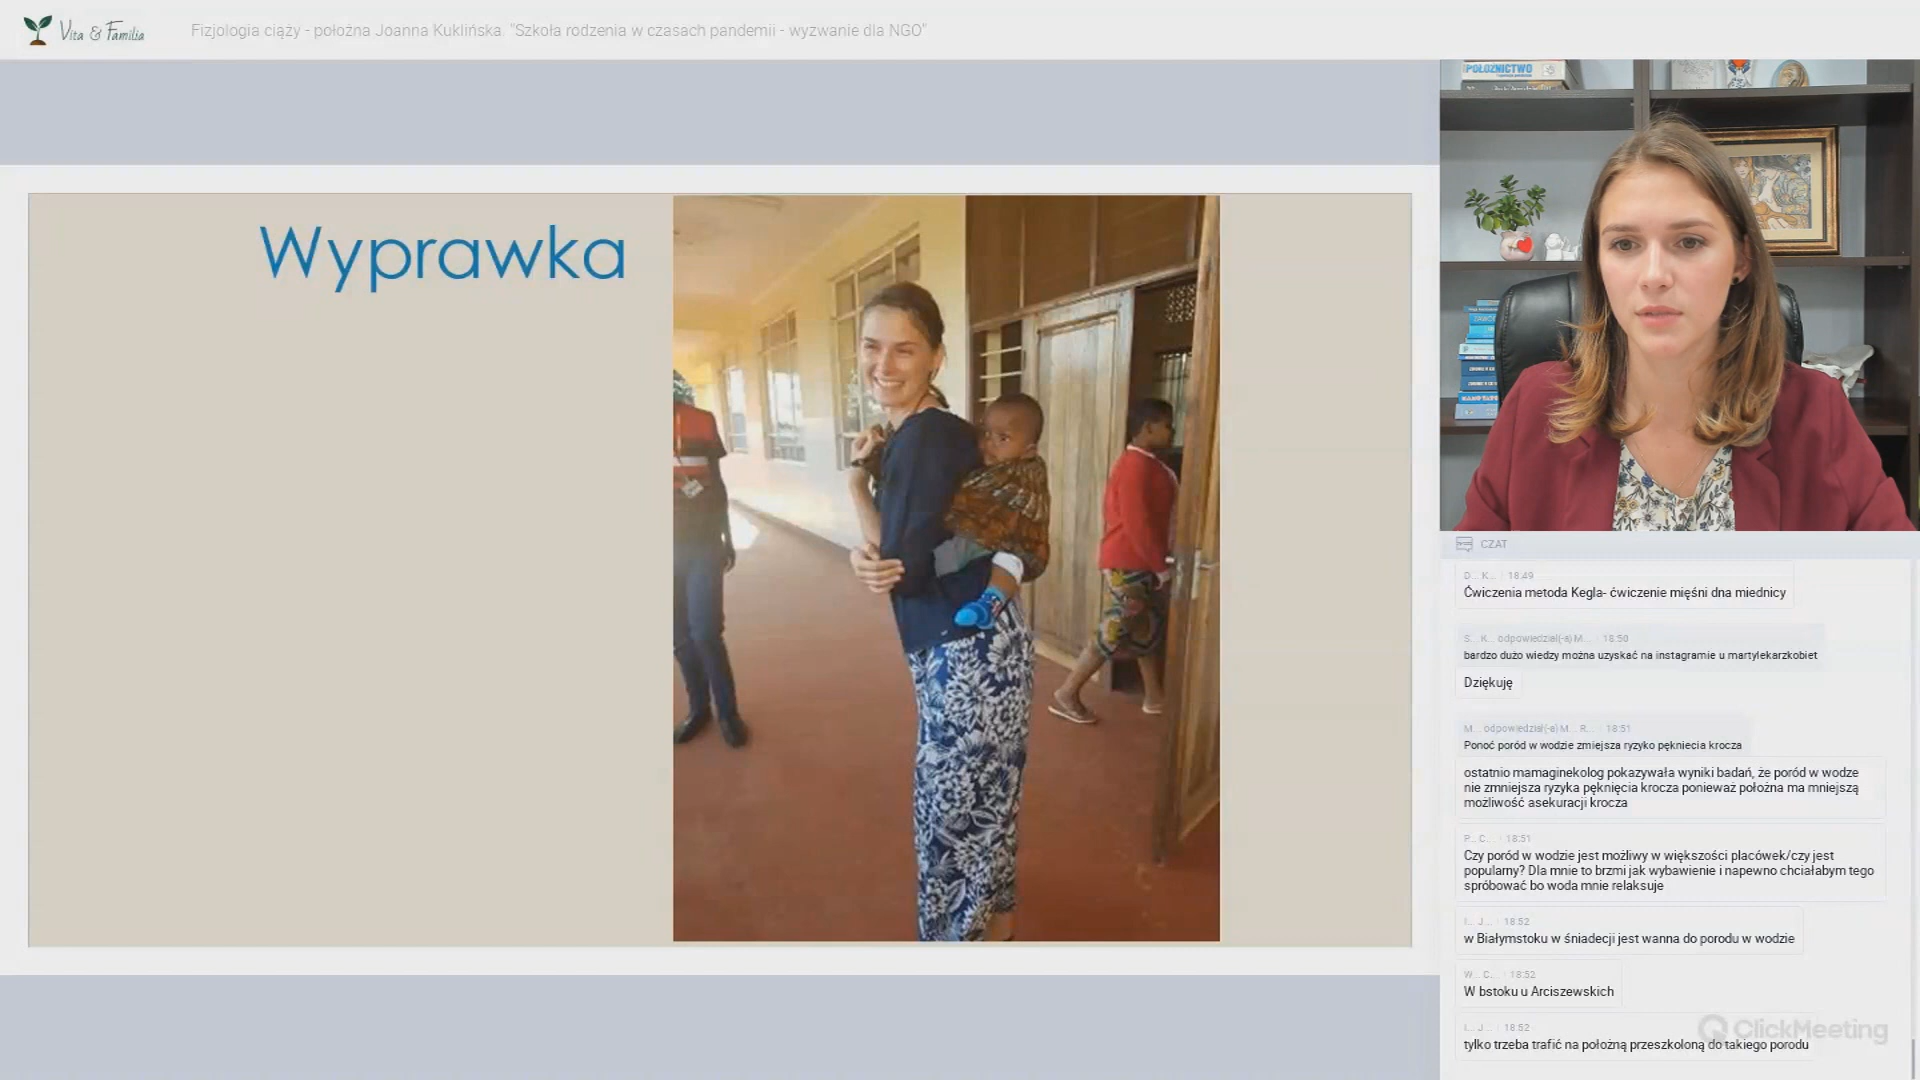 Vita & Familia
Fizjologia ciąży - położna Joanna Kuklińska. "Szkoła rodzenia w czasach pandemii - wyzwanie dla NGO"
Wyprawka
POŁOŻNICTWO
CZAT
D... K... 18:49
Ćwiczenia metoda Kegla- ćwiczenie mięśni dna miednicy
S... K... odpowiedział(-a) M... 18:50
bardzo dużo wiedzy można uzyskać na instagramie u martylekarzkobiet
Dziękuję
M... odpowiedział(-a) M... R... 18:51
Ponoć poród w wodzie zmiejsza ryzyko pękniecia krocza
ostatnio mamaginekolog pokazywała wyniki badań, że poród w wodze
nie zmniejsza ryzyka pęknięcia krocza ponieważ położna ma mniejszą
możliwość asekuracji krocza
P... C... 18:51
Czy poród w wodzie jest możliwy w większości placówek/czy jest
popularny? Dla mnie to brzmi jak wybawienie i napewno chciałabym tego
spróbować bo woda mnie relaksuje
I... J... 18:52
w Białymstoku w śniadecji jest wanna do porodu w wodzie
W... C... 18:52
W bstoku u Arciszewskich
I... J... 18:52
tylko trzeba trafić na położną przeszkoloną do takiego porodu
ClickMeeting